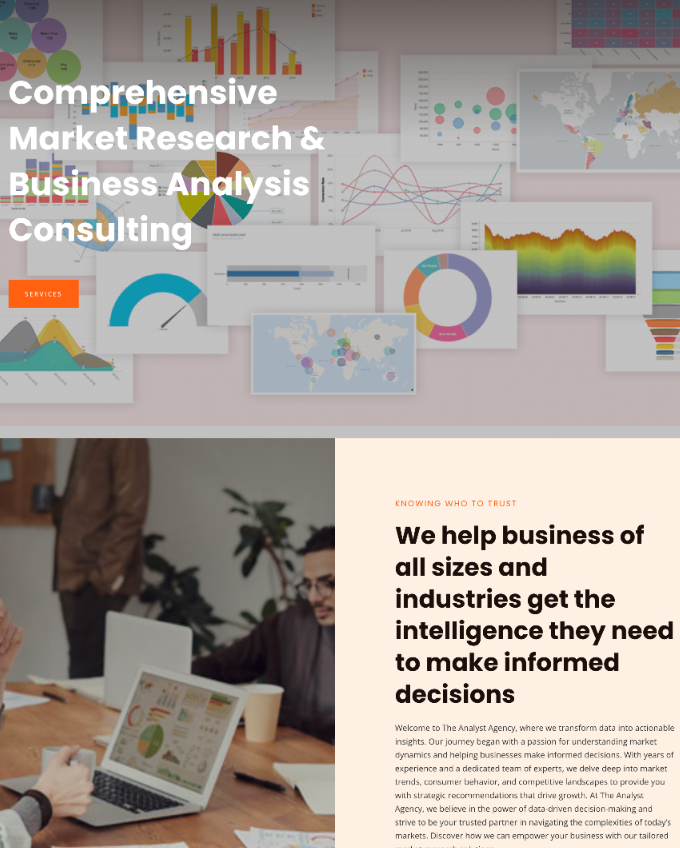 Comprehensive
Market Research &
Business Analysis
Consulting
SERVICES
KNOWING WHO TO TRUST
We help business of
all sizes and
industries get the
intelligence they need
to make informed
decisions
Welcome to The Analyst Agency, where we transform data into actionable
insights. Our journey began with a passion for understanding market
dynamics and helping businesses make informed decisions. With years of
experience and a dedicated team of experts, we delve deep into market
trends, consumer behavior, and competitive landscapes to provide you
with strategic recommendations that drive growth. At The Analyst
Agency, we believe in the power of data-driven decision-making and
strive to be your trusted partner in navigating the complexities of today's
markets. Discover how we can empower your business with our tailored